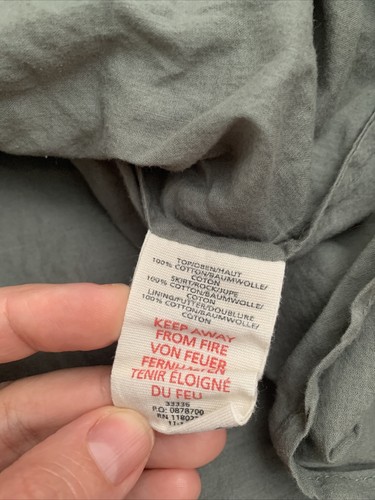 TOP/OBEN/HAUT
100% COTTON/BAUMWOLLE/
COTON
SKIRT/ROCK/JUPE
100% COTTON/BAUMWOLLE/
COTON
LINING/FUTTER/DOUBLURE
100% COTTON/BAUMWOLLE/
COTON
KEEP AWAY
FROM FIRE
VON FEUER
FERNHALTEN
TENIR ÉLOIGNÉ
DU FEU
33336
P.O: 0878700